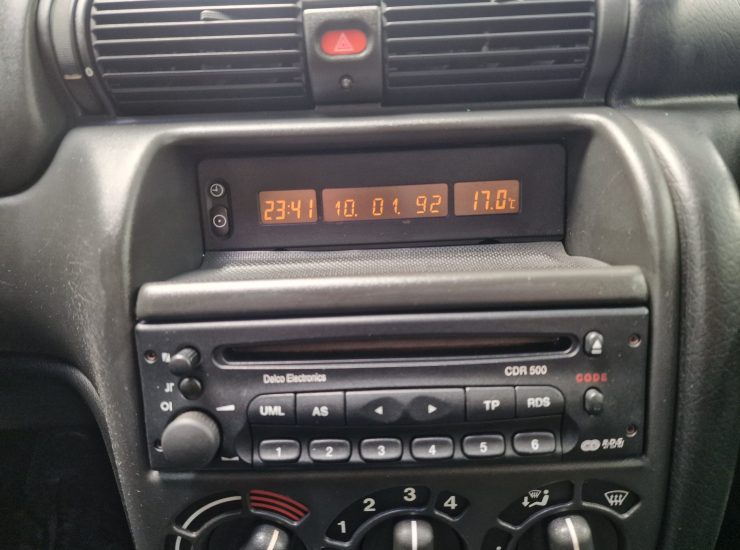 23:41 10. 01. 92 17.0°C
Delco Electronics CDR 500
CODE
UML AS TP RDS
1 2 3 4 5 6
1 2 3 4